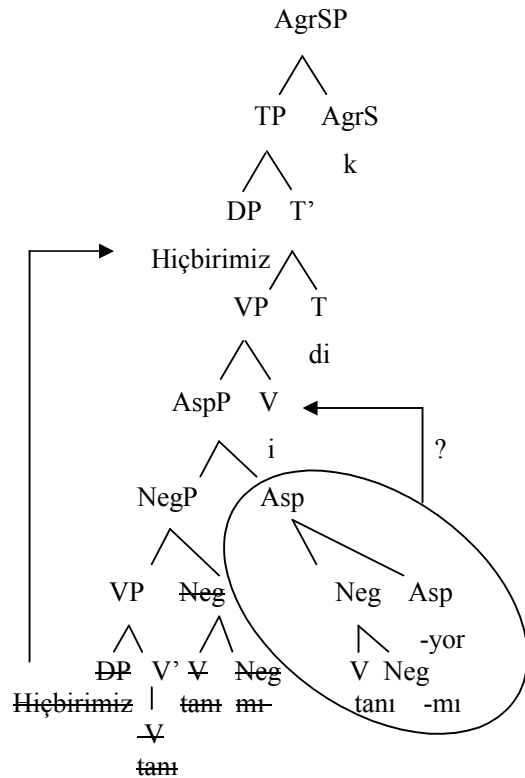 AgrSP
TP AgrS
k
DP T’
Hiçbirimiz
VP T
di
AspP V
i ?
NegP Asp
VP Neg Neg Asp
-yor
DP V’ V Neg V Neg
Hiçbirimiz tanı mı tanı -mı
V
tanı